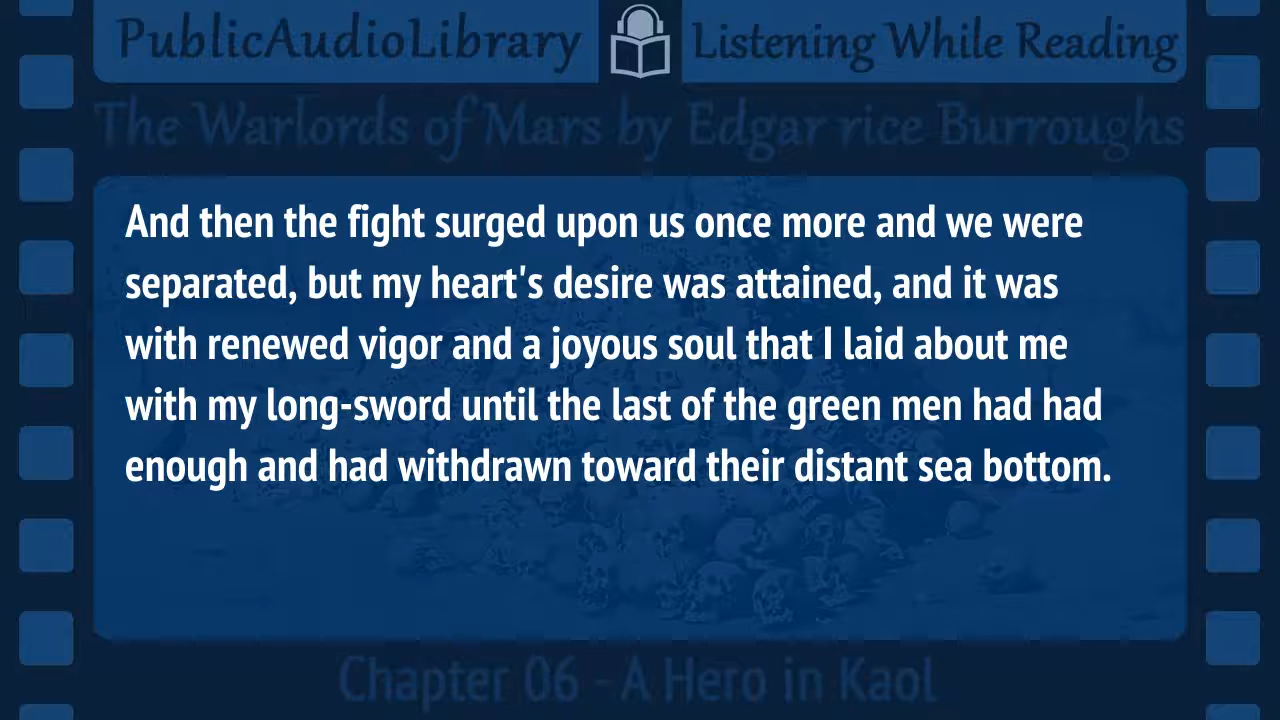 PublicAudioLibrary Listening While Reading
The Warlords of Mars by Edgar rice Burroughs
And then the fight surged upon us once more and we were
separated, but my heart's desire was attained, and it was
with renewed vigor and a joyous soul that I laid about me
with my long-sword until the last of the green men had had
enough and had withdrawn toward their distant sea bottom.
Chapter 06 - A Hero in Kaol